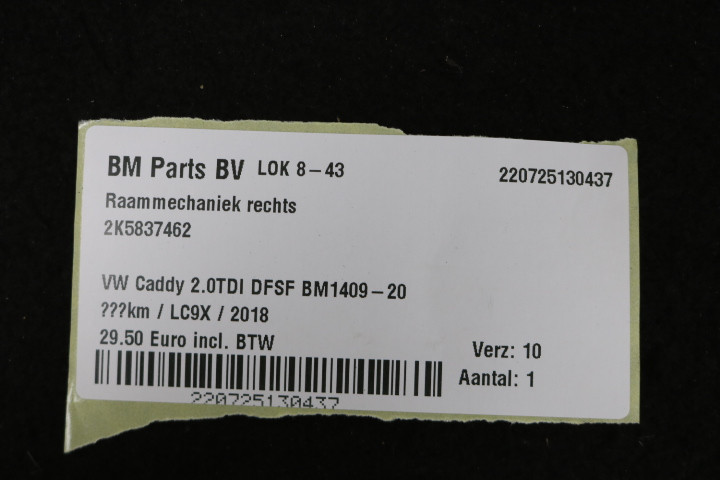 BM Parts BV LOK 8-43 220725130437
Raammechaniek rechts
2K5837462
VW Caddy 2.0TDI DFSF BM1409-20
???km / LC9X / 2018
29.50 Euro incl. BTW
Verz: 10
Aantal: 1
220725130437